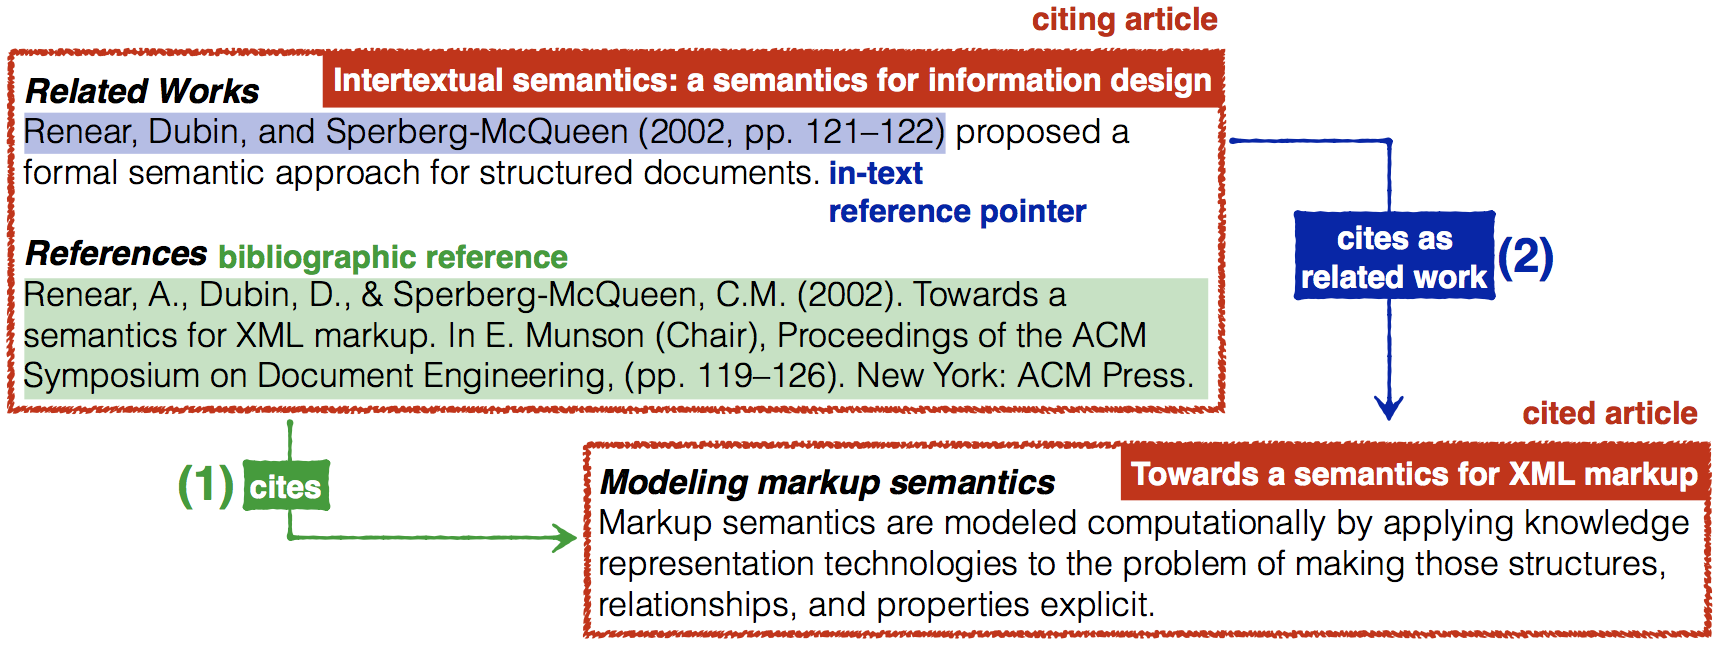 citing article
Intertextual semantics: a semantics for information design
Related Works
Renear, Dubin, and Sperberg-McQueen (2002, pp. 121–122) proposed a
formal semantic approach for structured documents. in-text
reference pointer
References bibliographic reference
Renear, A., Dubin, D., & Sperberg-McQueen, C.M. (2002). Towards a
semantics for XML markup. In E. Munson (Chair), Proceedings of the ACM
Symposium on Document Engineering, (pp. 119–126). New York: ACM Press.
cites as
related work
(2)
(1) cites
cited article
Towards a semantics for XML markup
Modeling markup semantics
Markup semantics are modeled computationally by applying knowledge
representation technologies to the problem of making those structures,
relationships, and properties explicit.